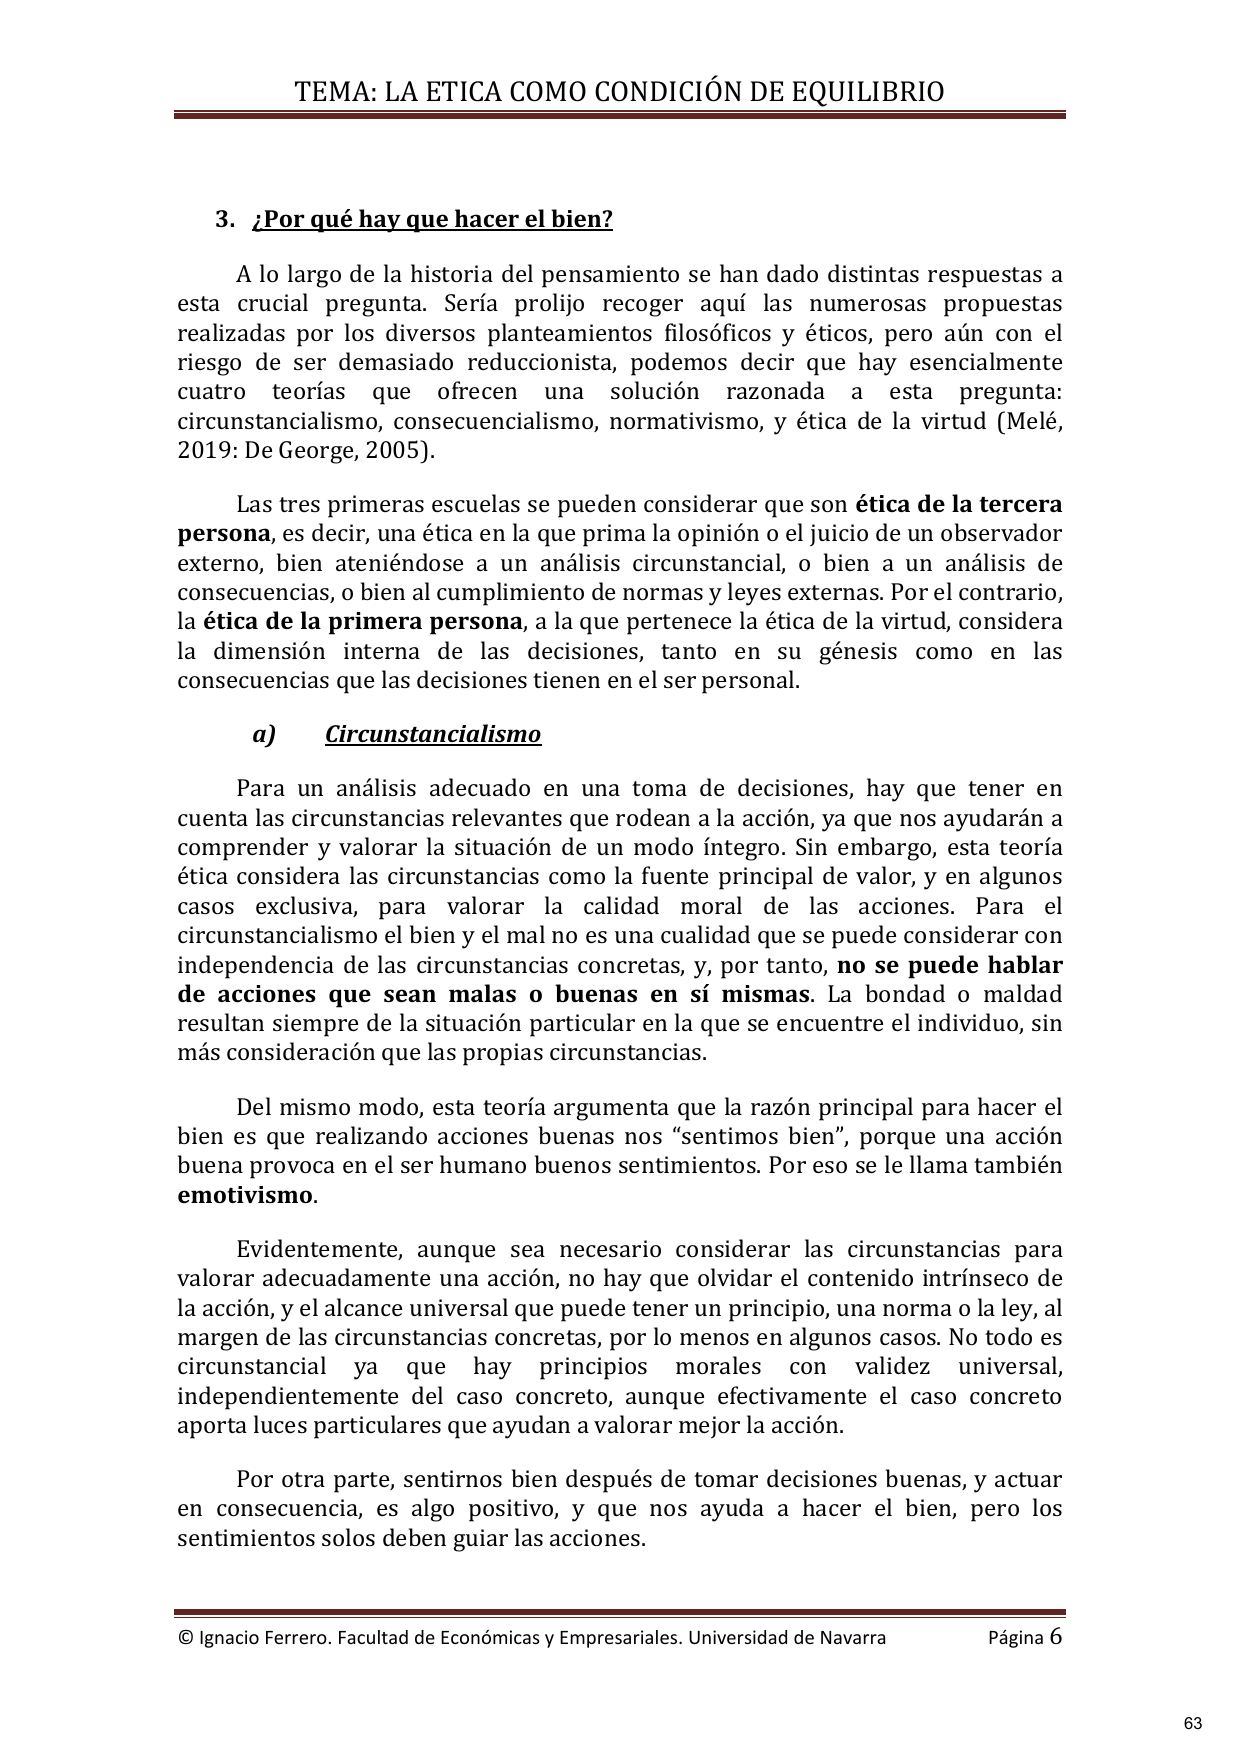 TEMA: LA ETICA COMO CONDICIÓN DE EQUILIBRIO
3. ¿Por qué hay que hacer el bien?
A lo largo de la historia del pensamiento se han dado distintas respuestas a
esta crucial pregunta. Sería prolijo recoger aquí las numerosas propuestas
realizadas por los diversos planteamientos filosóficos y éticos, pero aún con el
riesgo de ser demasiado reduccionista, podemos decir que hay esencialmente
cuatro teorías que ofrecen una solución razonada a esta pregunta:
circunstancialismo, consecuencialismo, normativismo, y ética de la virtud (Melé,
2019: De George, 2005).
Las tres primeras escuelas se pueden considerar que son ética de la tercera
persona, es decir, una ética en la que prima la opinión o el juicio de un observador
externo, bien ateniéndose a un análisis circunstancial, o bien a un análisis de
consecuencias, o bien al cumplimiento de normas y leyes externas. Por el contrario,
la ética de la primera persona, a la que pertenece la ética de la virtud, considera
la dimensión interna de las decisiones, tanto en su génesis como en las
consecuencias que las decisiones tienen en el ser personal.
a) Circunstancialismo
Para un análisis adecuado en una toma de decisiones, hay que tener en
cuenta las circunstancias relevantes que rodean a la acción, ya que nos ayudarán a
comprender y valorar la situación de un modo íntegro. Sin embargo, esta teoría
ética considera las circunstancias como la fuente principal de valor, y en algunos
casos exclusiva, para valorar la calidad moral de las acciones. Para el
circunstancialismo el bien y el mal no es una cualidad que se puede considerar con
independencia de las circunstancias concretas, y, por tanto, no se puede hablar
de acciones que sean malas o buenas en sí mismas. La bondad o maldad
resultan siempre de la situación particular en la que se encuentre el individuo, sin
más consideración que las propias circunstancias.
Del mismo modo, esta teoría argumenta que la razón principal para hacer el
bien es que realizando acciones buenas nos “sentimos bien”, porque una acción
buena provoca en el ser humano buenos sentimientos. Por eso se le llama también
emotivismo.
Evidentemente, aunque sea necesario considerar las circunstancias para
valorar adecuadamente una acción, no hay que olvidar el contenido intrínseco de
la acción, y el alcance universal que puede tener un principio, una norma o la ley, al
margen de las circunstancias concretas, por lo menos en algunos casos. No todo es
circunstancial ya que hay principios morales con validez universal,
independientemente del caso concreto, aunque efectivamente el caso concreto
aporta luces particulares que ayudan a valorar mejor la acción.
Por otra parte, sentirnos bien después de tomar decisiones buenas, y actuar
en consecuencia, es algo positivo, y que nos ayuda a hacer el bien, pero los
sentimientos solos deben guiar las acciones.
© Ignacio Ferrero. Facultad de Económicas y Empresariales. Universidad de Navarra Página 6
63